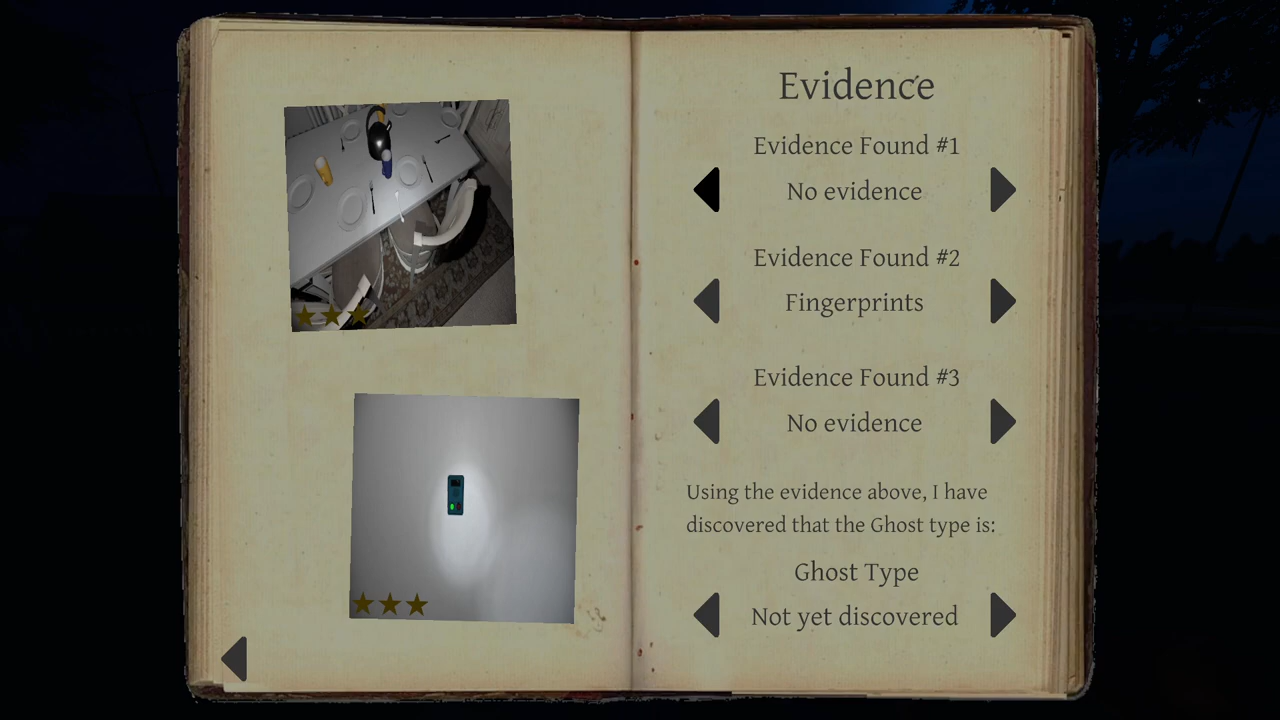 Evidence
Evidence Found #1
No evidence
Evidence Found #2
Fingerprints
Evidence Found #3
No evidence
Using the evidence above, I have
discovered that the Ghost type is:
Ghost Type
Not yet discovered